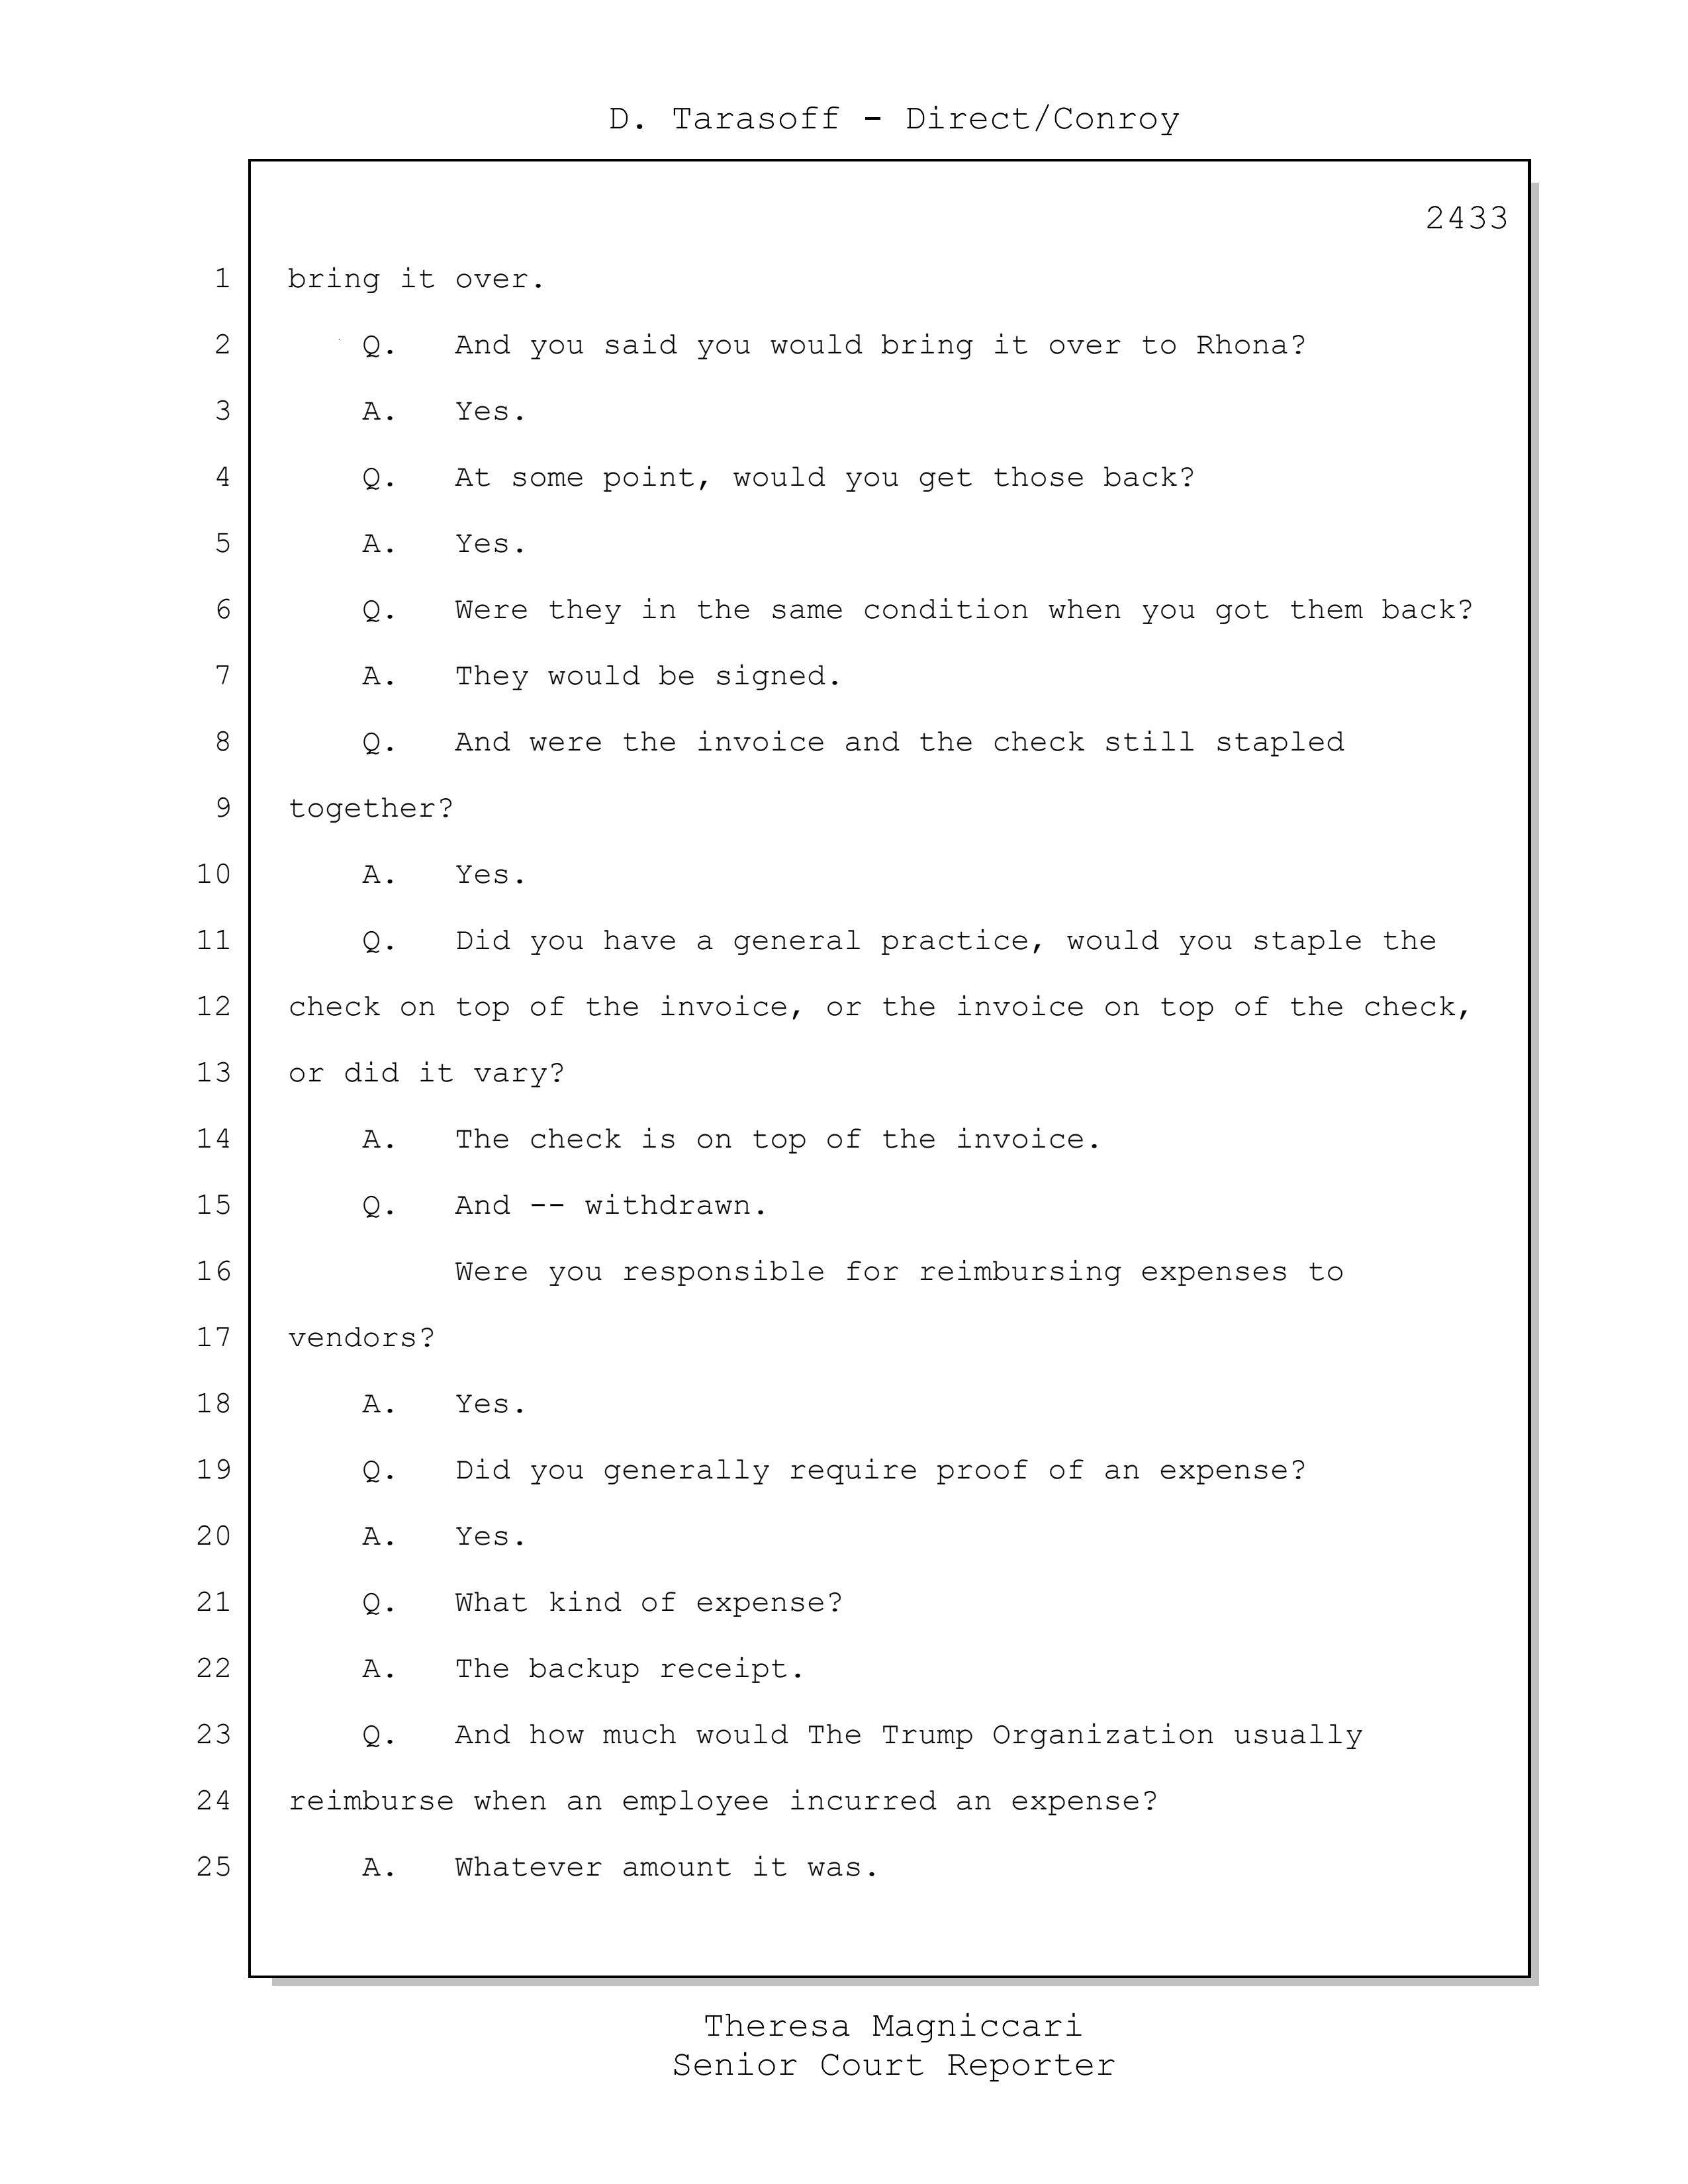 D. Tarasoff - Direct/Conroy
2433
1 bring it over.
2 Q. And you said you would bring it over to Rhona?
3 A. Yes.
4 Q. At some point, would you get those back?
5 A. Yes.
6 Q. Were they in the same condition when you got them back?
7 A. They would be signed.
8 Q. And were the invoice and the check still stapled
9 together?
10 A. Yes.
11 Q. Did you have a general practice, would you staple the
12 check on top of the invoice, or the invoice on top of the check,
13 or did it vary?
14 A. The check is on top of the invoice.
15 Q. And -- withdrawn.
16 Were you responsible for reimbursing expenses to
17 vendors?
18 A. Yes.
19 Q. Did you generally require proof of an expense?
20 A. Yes.
21 Q. What kind of expense?
22 A. The backup receipt.
23 Q. And how much would The Trump Organization usually
24 reimburse when an employee incurred an expense?
25 A. Whatever amount it was.
Theresa Magniccari
Senior Court Reporter